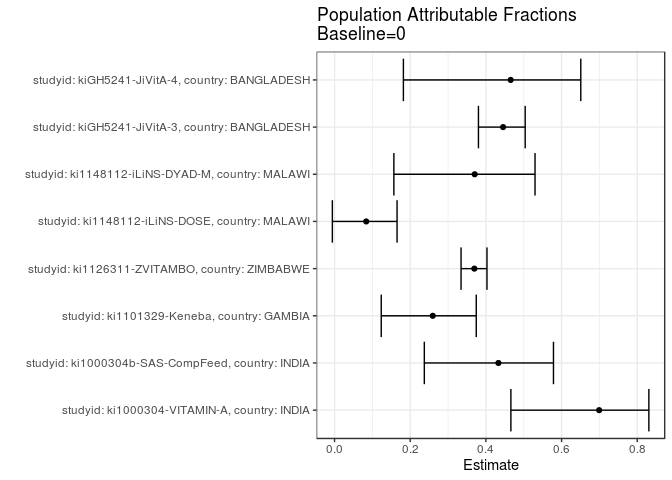 Population Attributable Fractions
Baseline=0
studyid: kiGH5241-JiVitA-4, country: BANGLADESH
studyid: kiGH5241-JiVitA-3, country: BANGLADESH
studyid: ki1148112-iLiNS-DYAD-M, country: MALAWI
studyid: ki1148112-iLiNS-DOSE, country: MALAWI
studyid: ki1126311-ZVITAMBO, country: ZIMBABWE
studyid: ki1101329-Keneba, country: GAMBIA
studyid: ki1000304b-SAS-CompFeed, country: INDIA
studyid: ki1000304-VITAMIN-A, country: INDIA
0.0 0.2 0.4 0.6 0.8
Estimate